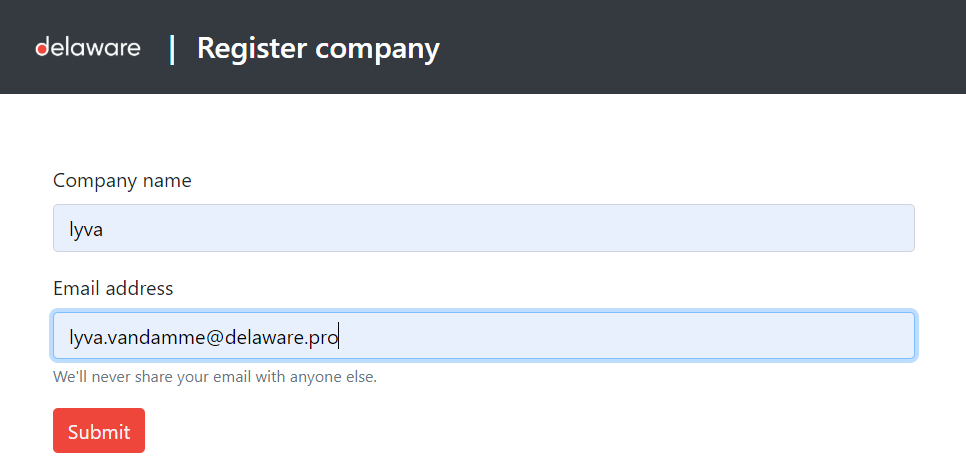 delaware | Register company
Company name
lyva
Email address
lyva.vandamme@delaware.pro
We'll never share your email with anyone else.
Submit